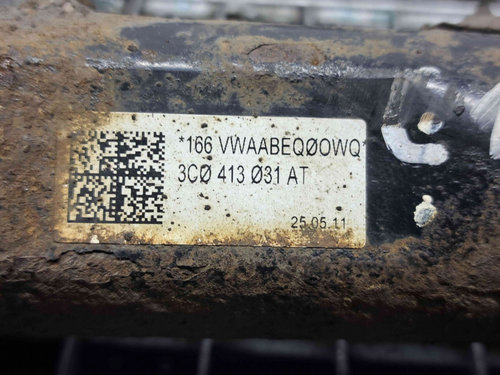 *166 VWAABEQØOWQ*
3CØ 413 Ø31 AT
25.05.11